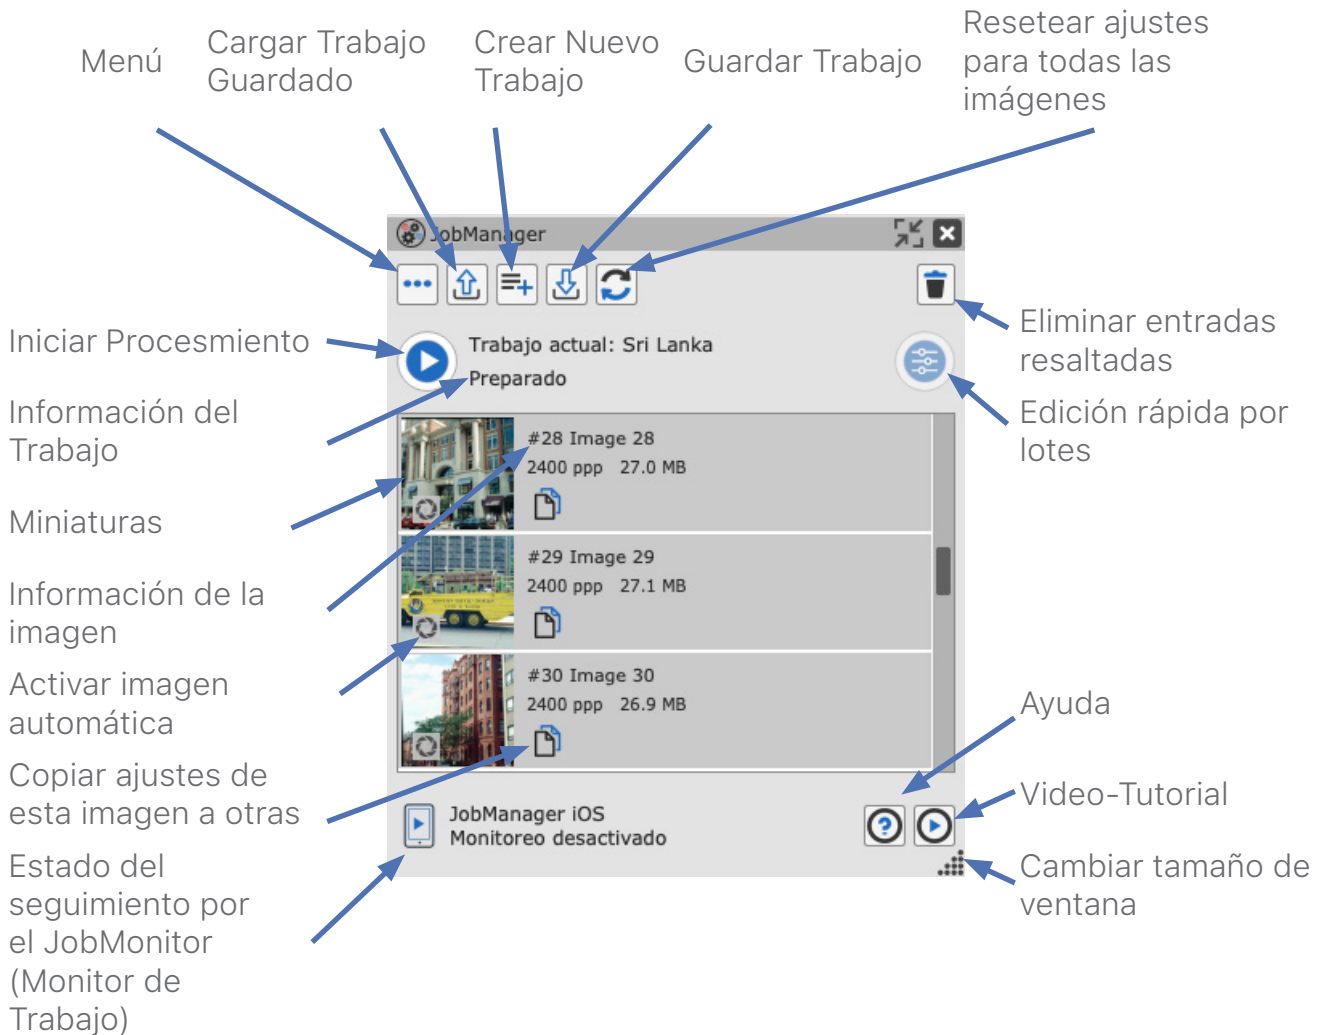 Menú
Cargar Trabajo
Guardado
Crear Nuevo
Trabajo
Guardar Trabajo
Resetear ajustes
para todas las
imágenes
JobManager
Iniciar Procesmiento
Trabajo actual: Sri Lanka
Preparado
Eliminar entradas
resaltadas
Información del
Trabajo
Edición rápida por
lotes
#28 Image 28
2400 ppp 27.0 MB
Miniaturas
#29 Image 29
2400 ppp 27.1 MB
Información de la
imagen
#30 Image 30
2400 ppp 26.9 MB
Activar imagen
automática
Ayuda
Copiar ajustes de
esta imagen a otras
Video-Tutorial
JobManager iOS
Monitoreo desactivado
Estado del
seguimiento por
el JobMonitor
(Monitor de
Trabajo)
Cambiar tamaño de
ventana